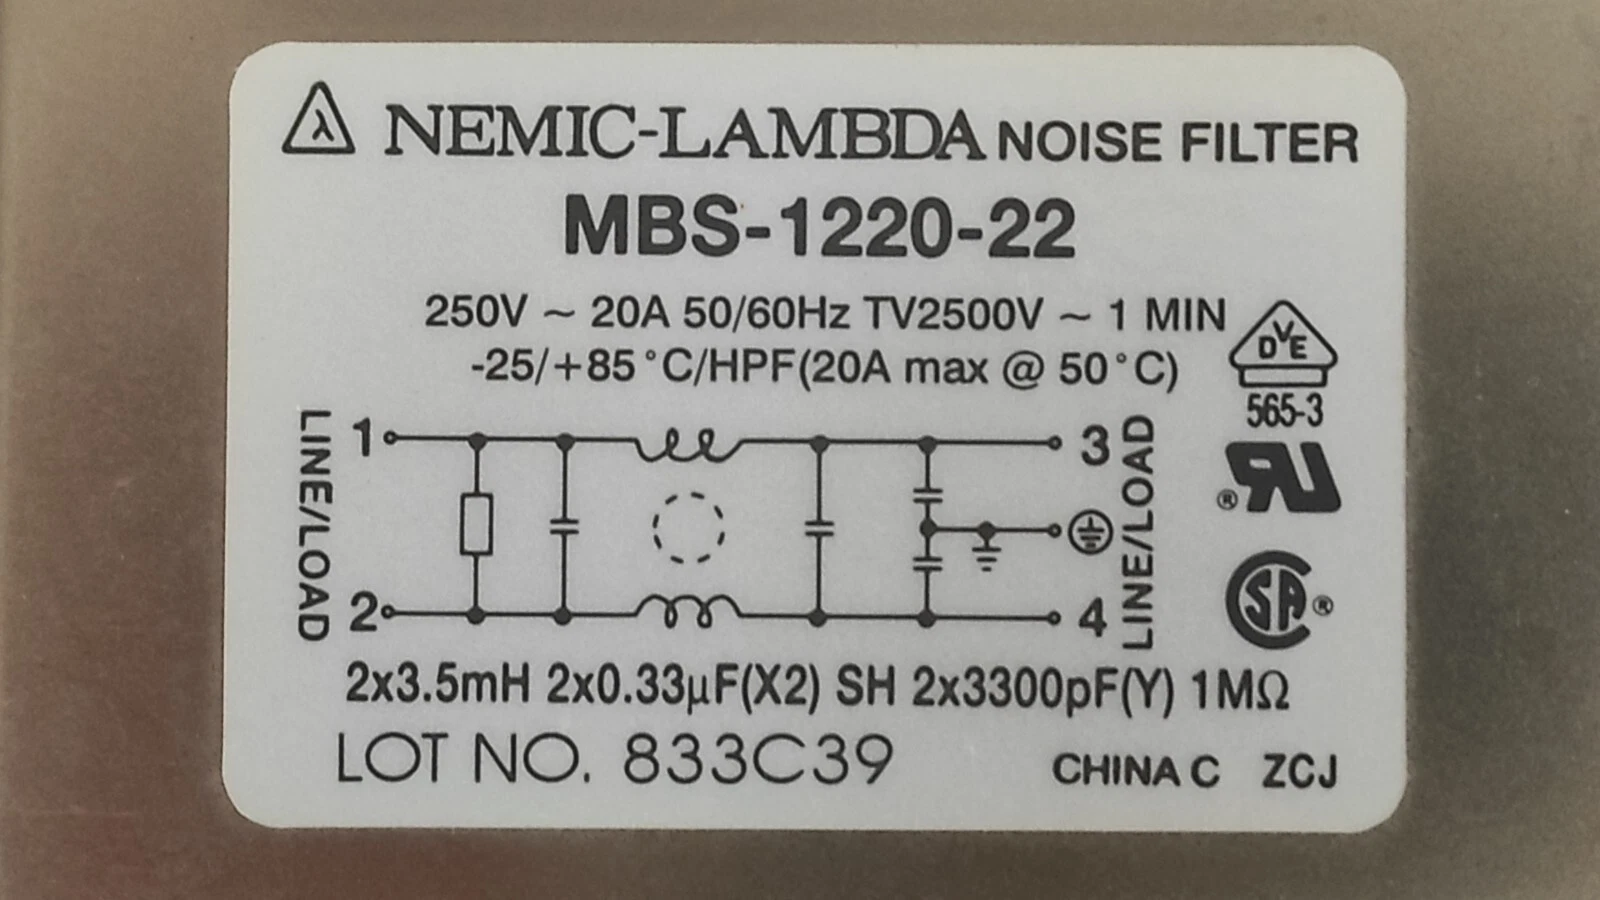 λ NEMIC-LAMBDA NOISE FILTER
MBS-1220-22
250V ~ 20A 50/60Hz TV2500V ~ 1 MIN
-25/+85°C/HPF(20A max @ 50°C)
DVE
565-3
LINE/LOAD
1
2
3
4
LINE/LOAD
RU®
SA®
2x3.5mH 2x0.33µF(X2) SH 2x3300pF(Y) 1MΩ
LOT NO. 833C39
CHINA C ZCJ